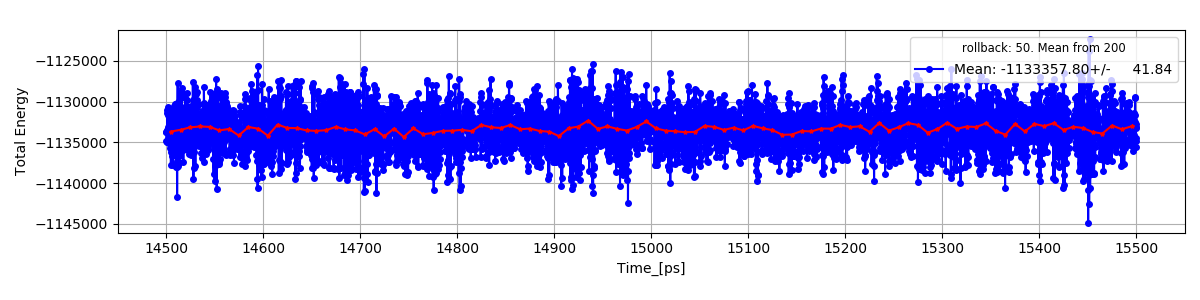 rollback: 50. Mean from 200
Mean: -1133357.80+/-     41.84
Total Energy
−1125000
−1130000
−1135000
−1140000
−1145000
14500 14600 14700 14800 14900 15000 15100 15200 15300 15400 15500
Time_[ps]